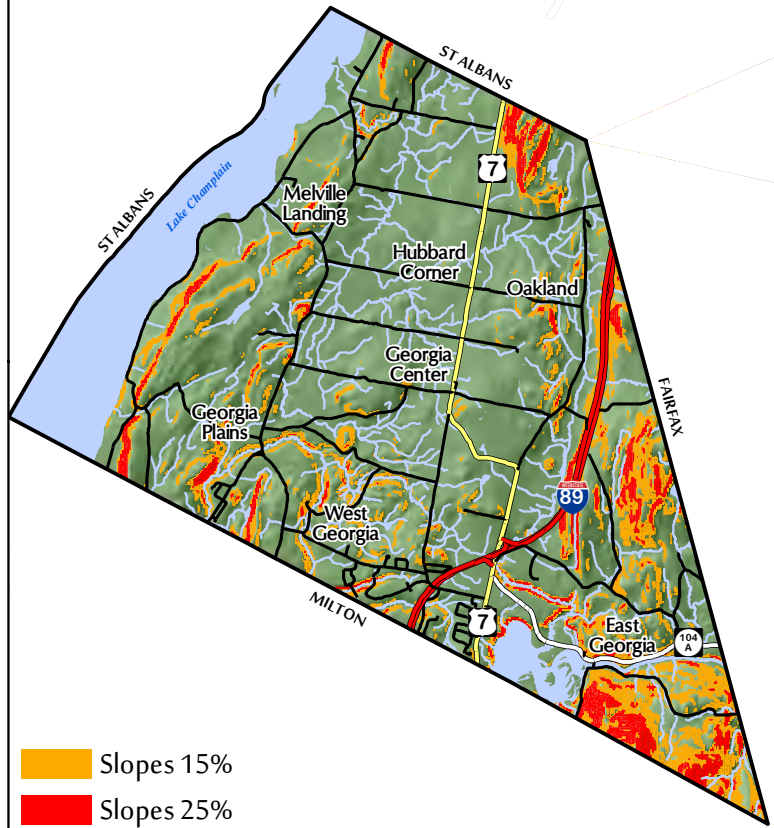 ST ALBANS
7
ST ALBANS
Lake Champlain
Melville
Landing
Hubbard
Corner
Oakland
Georgia
Center
FAIRFAX
Georgia
Plains
89
West
Georgia
MILTON
7
East
Georgia
104
A
Slopes 15%
Slopes 25%